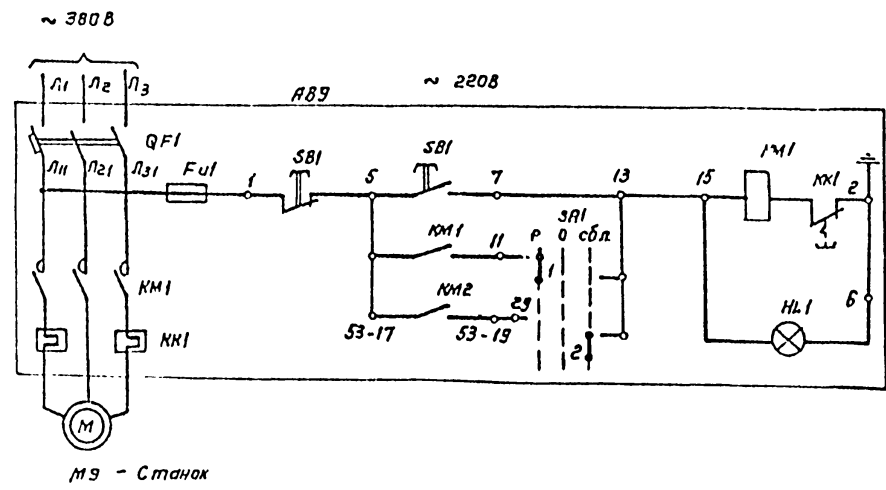 ~ 380В
Л1 Л2 Л3
А89
~ 220В
QF1
Л11 Л21 Л31
Fu1
1
SB1
5
SB1
7
13
15
КМ1
КК1
2
SA1
Р 0 сбл.
КМ1
11
1
КМ1
КМ2
29
53-17
53-19
2
КК1
HL1
6
М
М9 - Станок